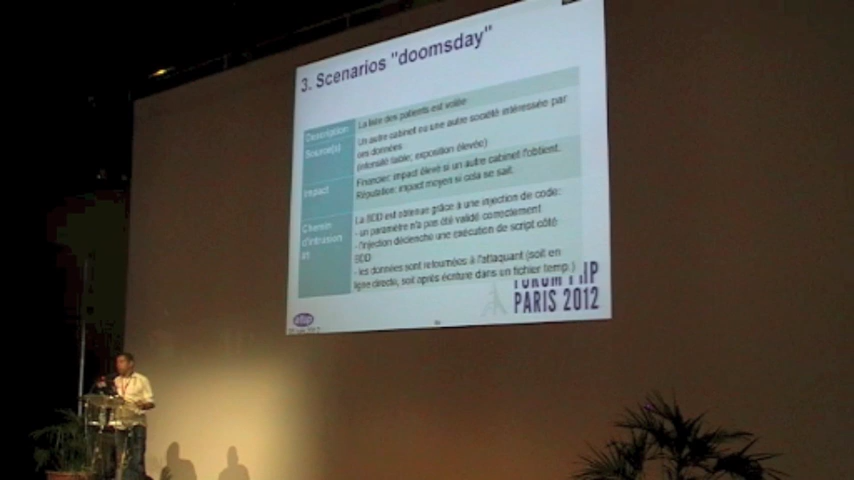 3. Scenarios "doomsday"
Description
La liste des patients est volée
Source(s)
Un autre cabinet ou une autre société intéressée par
ces données
(intensité faible; exposition élevée)
Impact
Financier: impact élevé si un autre cabinet l'obtient.
Réputation: impact moyen si cela se sait.
Chemin
d'intrusion
#1
La BDD est obtenue grâce à une injection de code:
- un paramètre n'a pas été validé correctement
- l'injection déclenche une exécution de script côté
BDD
- les données sont retournées à l'attaquant (soit en
ligne directe, soit après écriture dans un fichier temp.)
FORUM PHP
PARIS 2012
afup